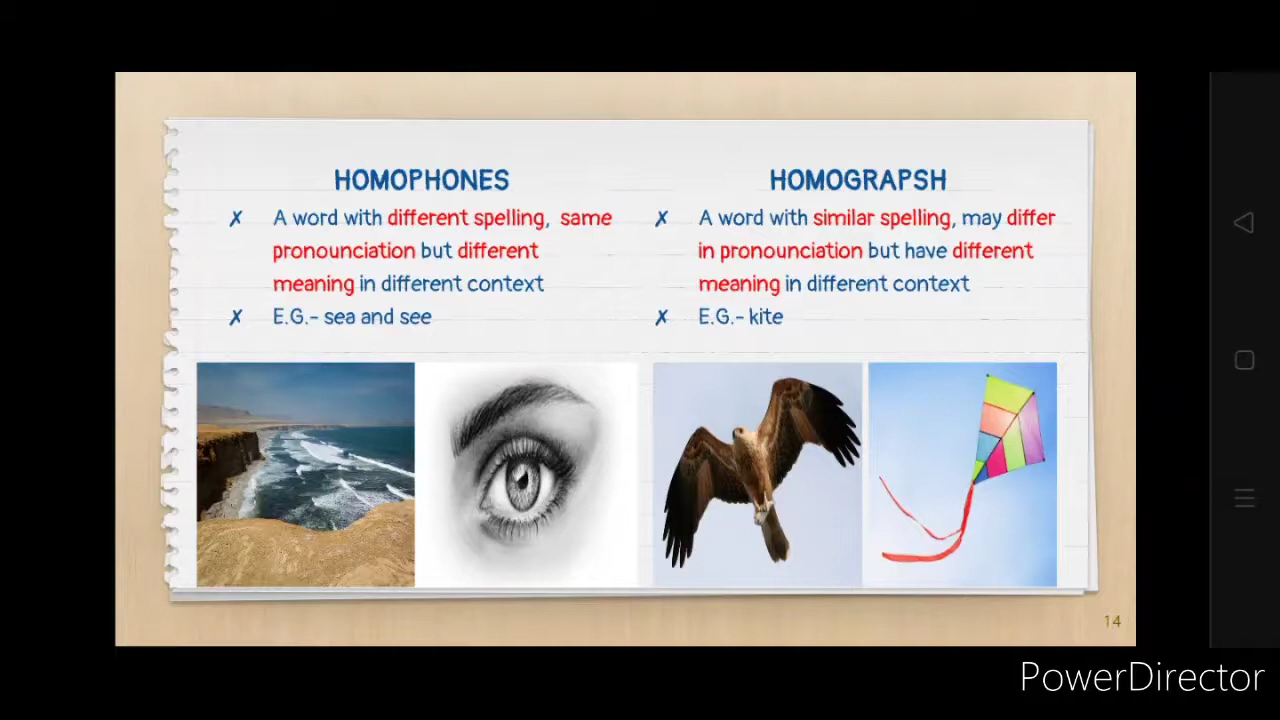 HOMOPHONES
✗ A word with different spelling, same
pronounciation but different
meaning in different context
✗ E.G.- sea and see
HOMOGRAPSH
✗ A word with similar spelling, may differ
in pronounciation but have different
meaning in different context
✗ E.G.- kite
14
PowerDirector